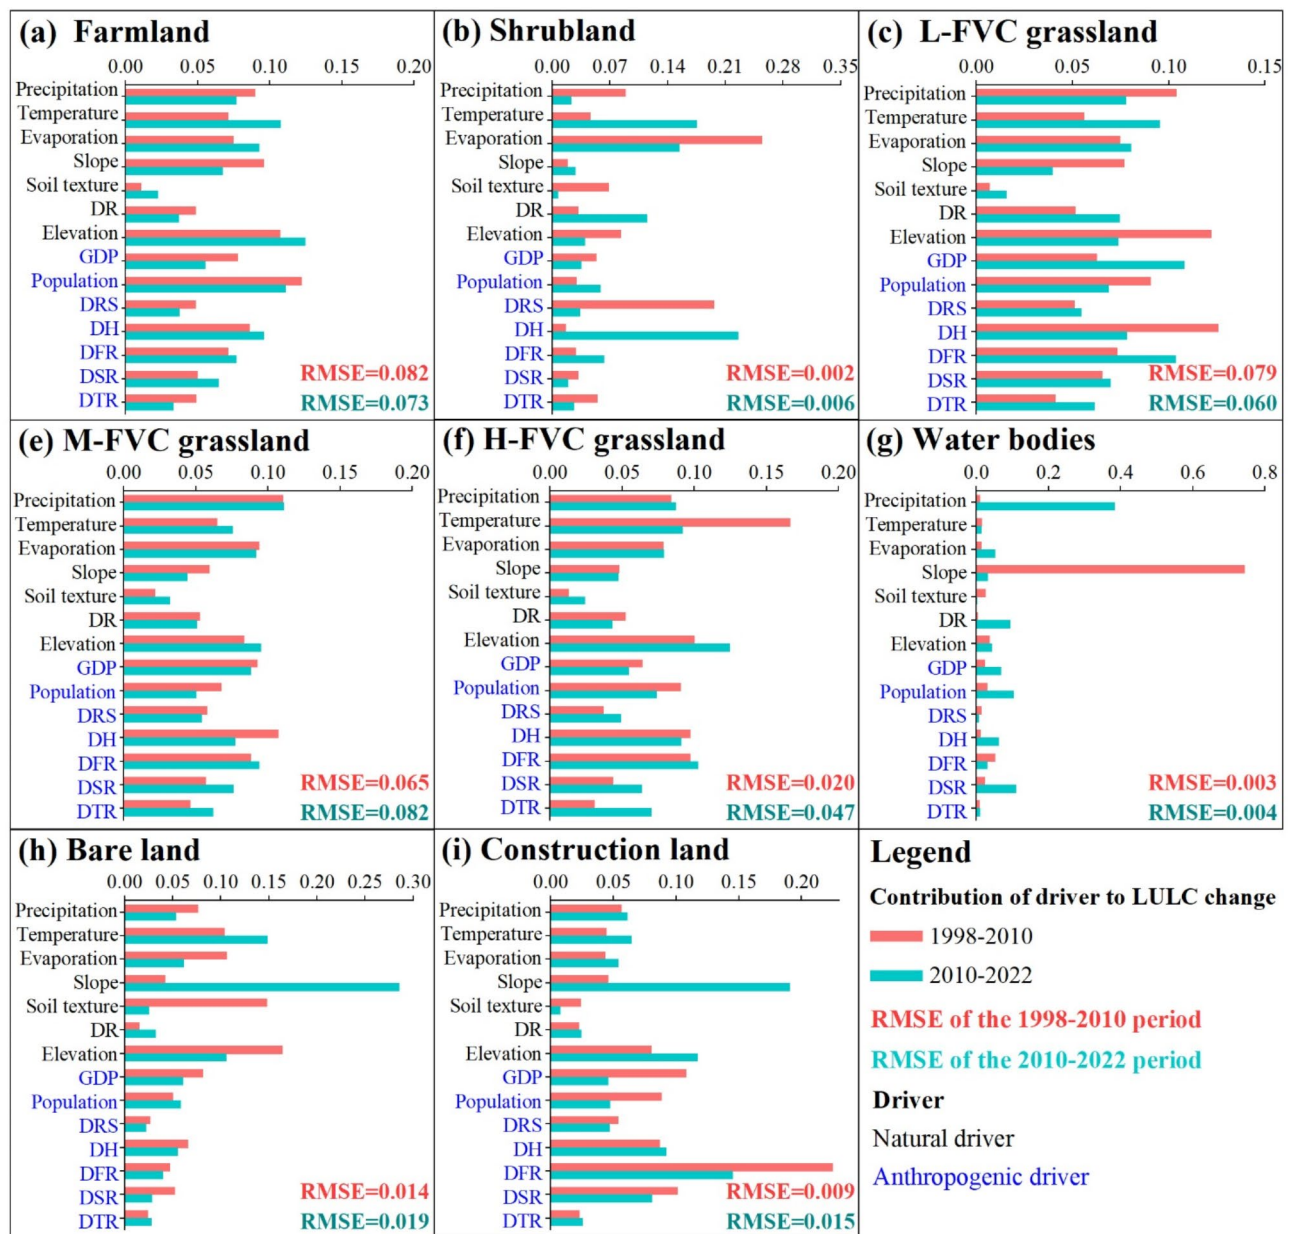 (a) Farmland
0.00 0.05 0.10 0.15 0.20
Precipitation
Temperature
Evaporation
Slope
Soil texture
DR
Elevation
GDP
Population
DRS
DH
DFR
DSR
DTR
RMSE=0.082
RMSE=0.073
(b) Shrubland
0.00 0.07 0.14 0.21 0.28 0.35
Precipitation
Temperature
Evaporation
Slope
Soil texture
DR
Elevation
GDP
Population
DRS
DH
DFR
DSR
DTR
RMSE=0.002
RMSE=0.006
(c) L-FVC grassland
0.00 0.05 0.10 0.15
Precipitation
Temperature
Evaporation
Slope
Soil texture
DR
Elevation
GDP
Population
DRS
DH
DFR
DSR
DTR
RMSE=0.079
RMSE=0.060
(e) M-FVC grassland
0.00 0.05 0.10 0.15 0.20
Precipitation
Temperature
Evaporation
Slope
Soil texture
DR
Elevation
GDP
Population
DRS
DH
DFR
DSR
DTR
RMSE=0.065
RMSE=0.082
(f) H-FVC grassland
0.00 0.05 0.10 0.15 0.20
Precipitation
Temperature
Evaporation
Slope
Soil texture
DR
Elevation
GDP
Population
DRS
DH
DFR
DSR
DTR
RMSE=0.020
RMSE=0.047
(g) Water bodies
0.0 0.2 0.4 0.6 0.8
Precipitation
Temperature
Evaporation
Slope
Soil texture
DR
Elevation
GDP
Population
DRS
DH
DFR
DSR
DTR
RMSE=0.003
RMSE=0.004
(h) Bare land
0.00 0.05 0.10 0.15 0.20 0.25 0.30
Precipitation
Temperature
Evaporation
Slope
Soil texture
DR
Elevation
GDP
Population
DRS
DH
DFR
DSR
DTR
RMSE=0.014
RMSE=0.019
(i) Construction land
0.00 0.05 0.10 0.15 0.20
Precipitation
Temperature
Evaporation
Slope
Soil texture
DR
Elevation
GDP
Population
DRS
DH
DFR
DSR
DTR
RMSE=0.009
RMSE=0.015
Legend
Contribution of driver to LULC change
1998-2010
2010-2022
RMSE of the 1998-2010 period
RMSE of the 2010-2022 period
Driver
Natural driver
Anthropogenic driver